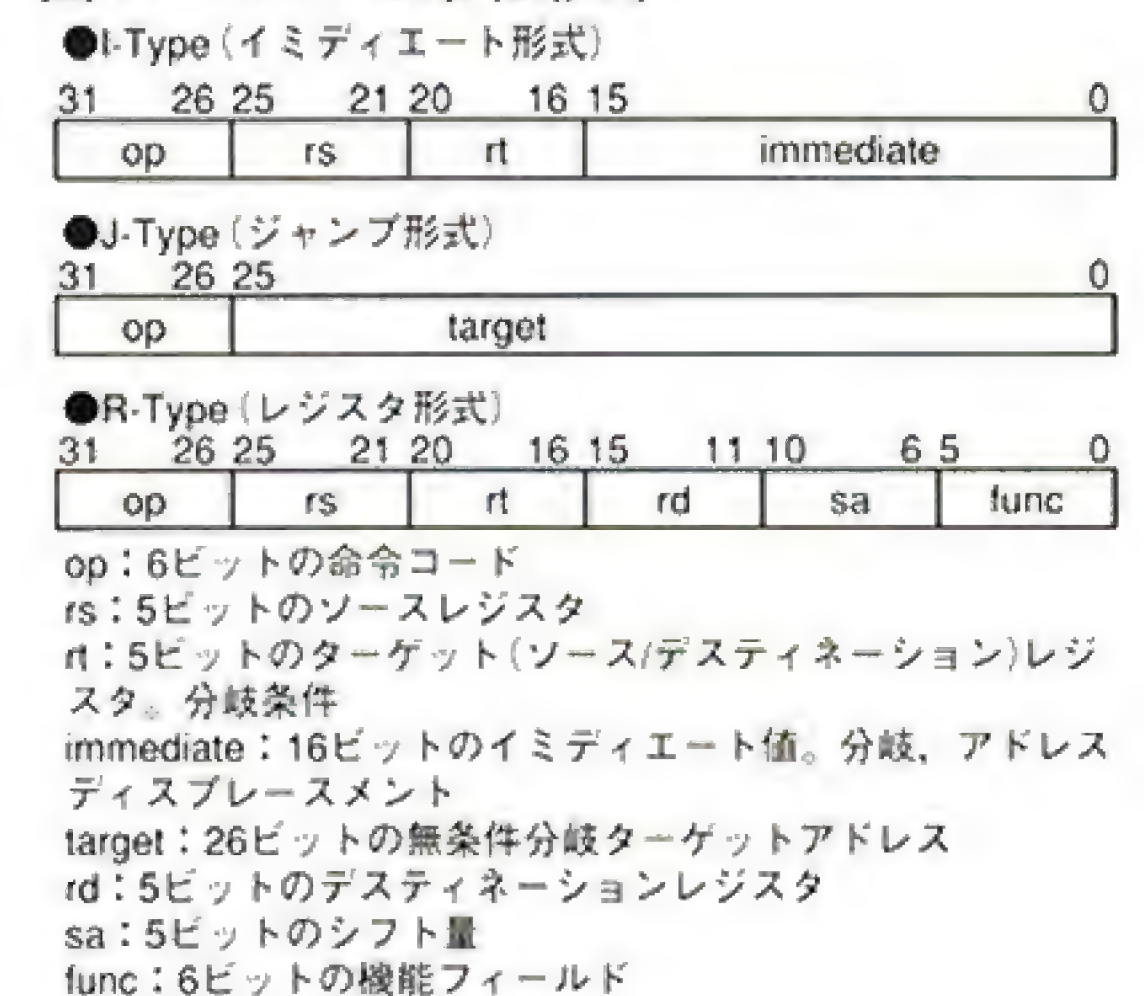 ●I-Type(イミディエート形式)
31 26 25 21 20 16 15 0
op rs rt immediate
●J-Type(ジャンプ形式)
31 26 25 0
op target
●R-Type(レジスタ形式)
31 26 25 21 20 16 15 11 10 6 5 0
op rs rt rd sa func
op：6ビットの命令コード
rs：5ビットのソースレジスタ
rt：5ビットのターゲット(ソース/デスティネーション)レジ
スタ。分岐条件
immediate：16ビットのイミディエート値。分岐，アドレス
ディスプレースメント
target：26ビットの無条件分岐ターゲットアドレス
rd：5ビットのデスティネーションレジスタ
sa：5ビットのシフト量
func：6ビットの機能フィールド